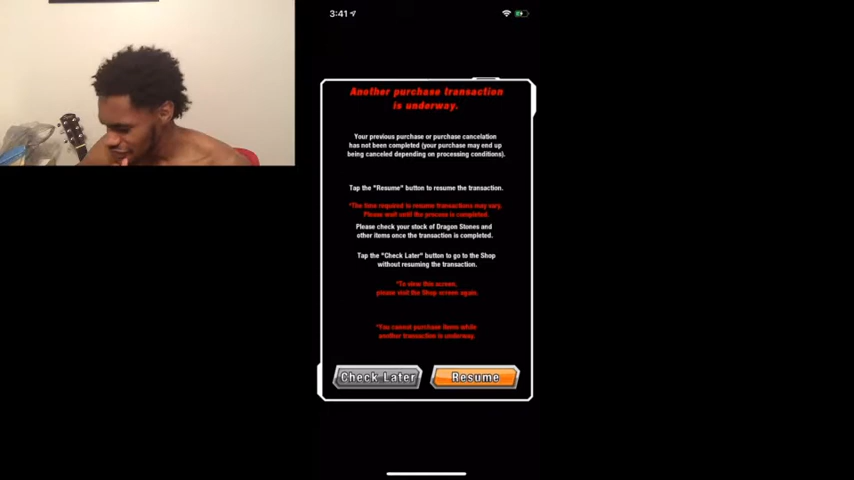 3:41
Another purchase transaction
is underway.
Your previous purchase or purchase cancelation
has not been completed (your purchase may end up
being canceled depending on processing conditions).
Tap the "Resume" button to resume the transaction.
*The time required to resume transactions may vary.
Please wait until the process is completed.
Please check your stock of Dragon Stones and
other items once the transaction is completed.
Tap the "Check Later" button to go to the Shop
without resuming the transaction.
*To view this screen,
please visit the Shop screen again.
*You cannot purchase items while
another transaction is underway.
Check Later
Resume